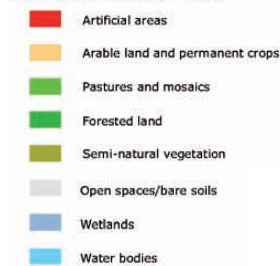 Artificial areas
Arable land and permanent crops
Pastures and mosaics
Forested land
Semi-natural vegetation
Open spaces/bare soils
Wetlands
Water bodies